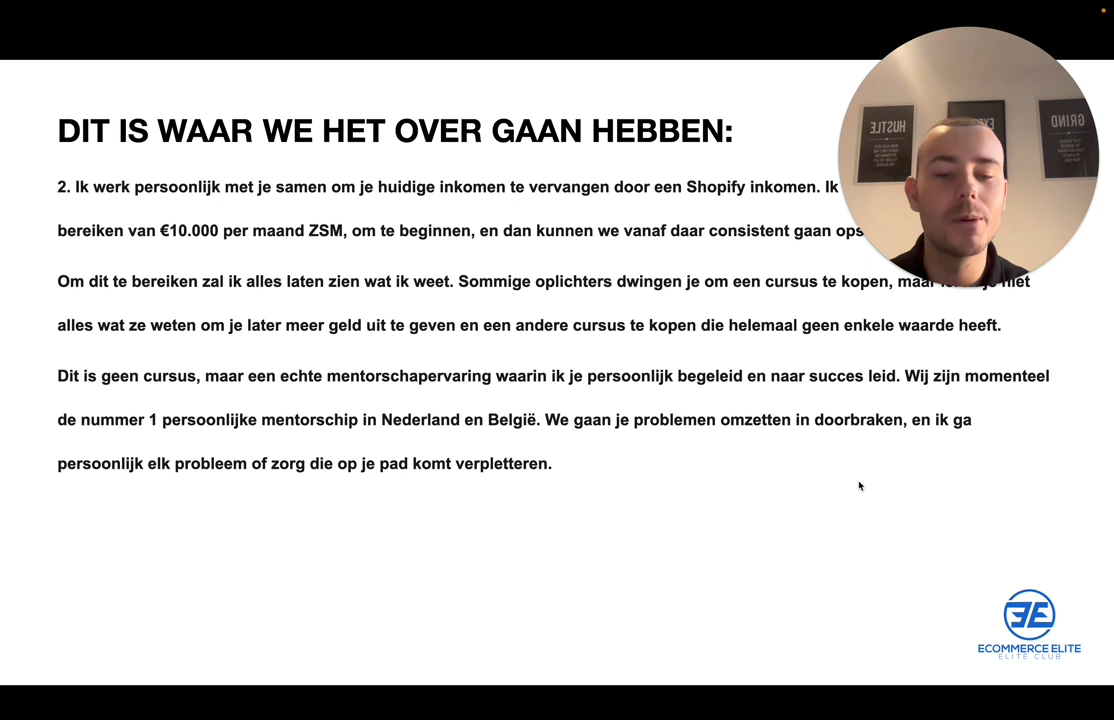 DIT IS WAAR WE HET OVER GAAN HEBBEN:
HUSTLE
GRIND
2. Ik werk persoonlijk met je samen om je huidige inkomen te vervangen door een Shopify inkomen. Ik
bereiken van €10.000 per maand ZSM, om te beginnen, en dan kunnen we vanaf daar consistent gaan ops
Om dit te bereiken zal ik alles laten zien wat ik weet. Sommige oplichters dwingen je om een cursus te kopen, maar niet
alles wat ze weten om je later meer geld uit te geven en een andere cursus te kopen die helemaal geen enkele waarde heeft.
Dit is geen cursus, maar een echte mentorschapervaring waarin ik je persoonlijk begeleid en naar succes leid. Wij zijn momenteel
de nummer 1 persoonlijke mentorschip in Nederland en België. We gaan je problemen omzetten in doorbraken, en ik ga
persoonlijk elk probleem of zorg die op je pad komt verpletteren.
ECOMMERCE ELITE
ELITE CLUB